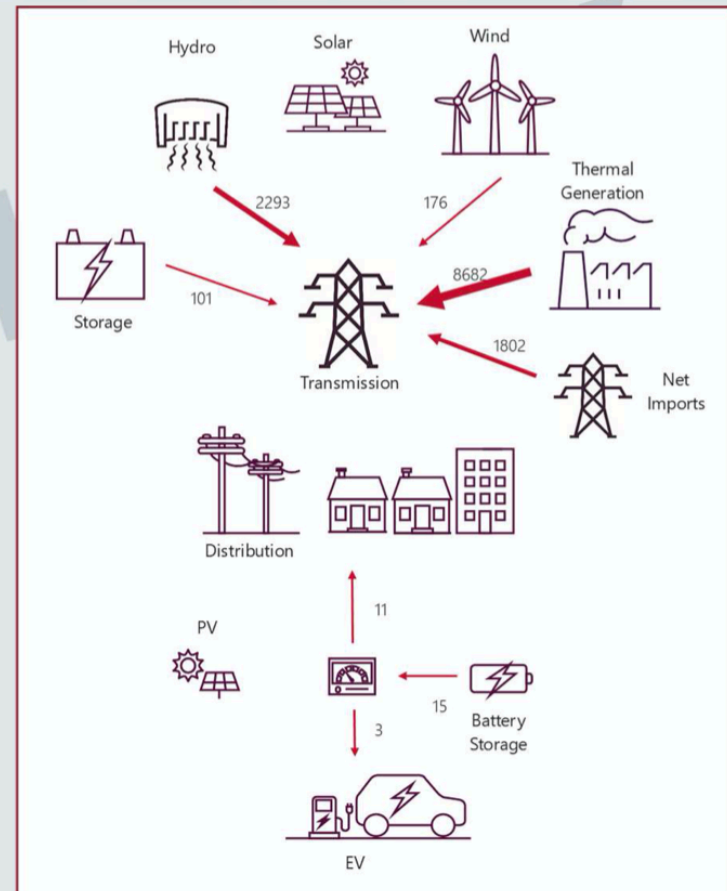 Hydro
Solar
Wind
2293
176
Thermal
Generation
8682
Storage
101
Transmission
1802
Net
Imports
Distribution
11
PV
15
Battery
Storage
3
EV